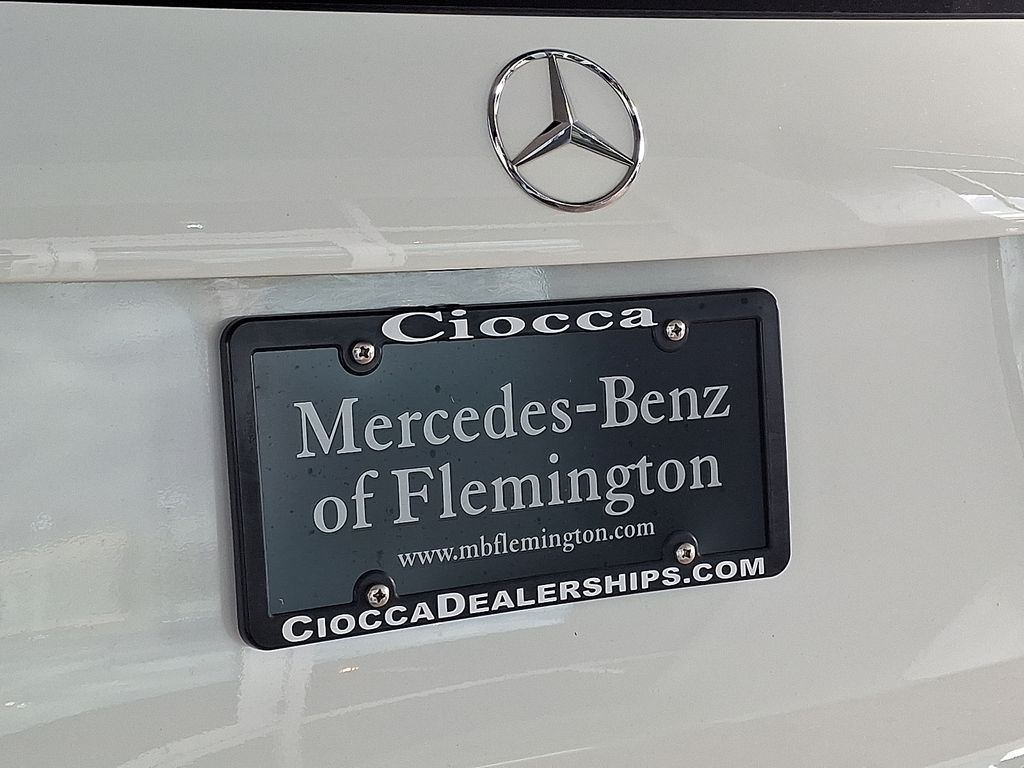 Ciocca
Mercedes-Benz
of Flemington
www.mbflemington.com
CIOCCADEALERSHIPS.COM